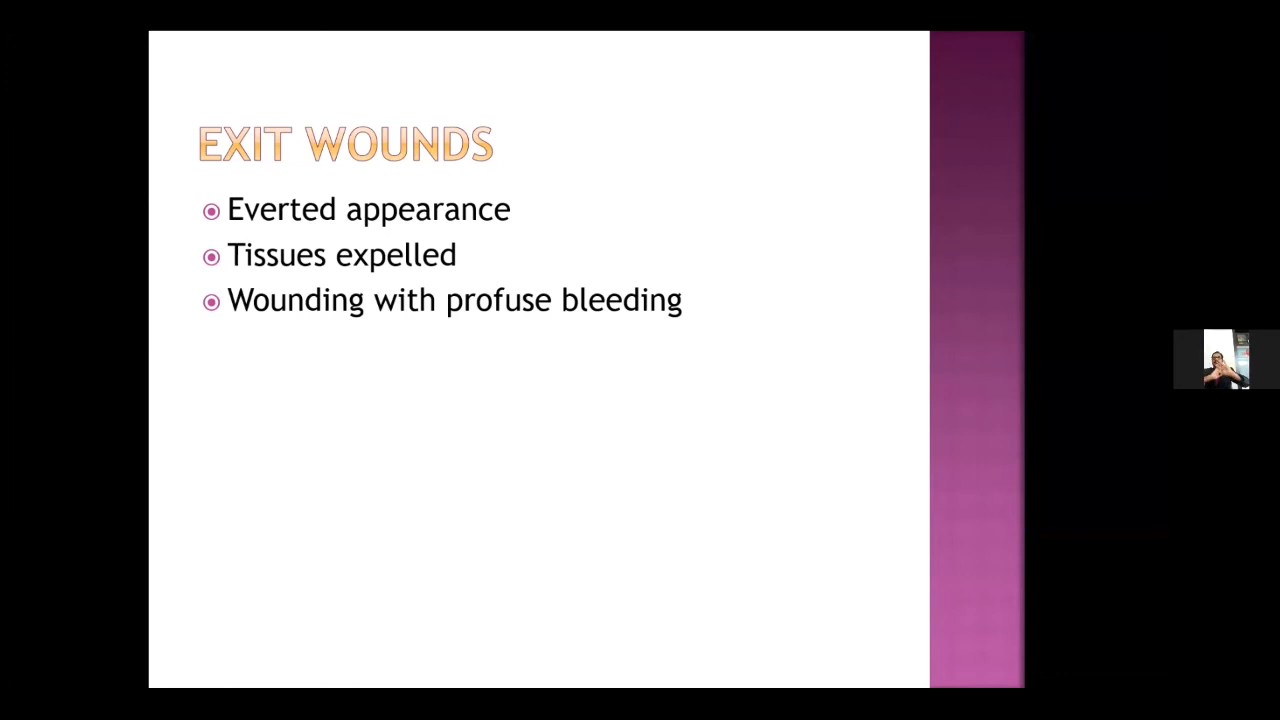 EXIT WOUNDS
Everted appearance
Tissues expelled
Wounding with profuse bleeding